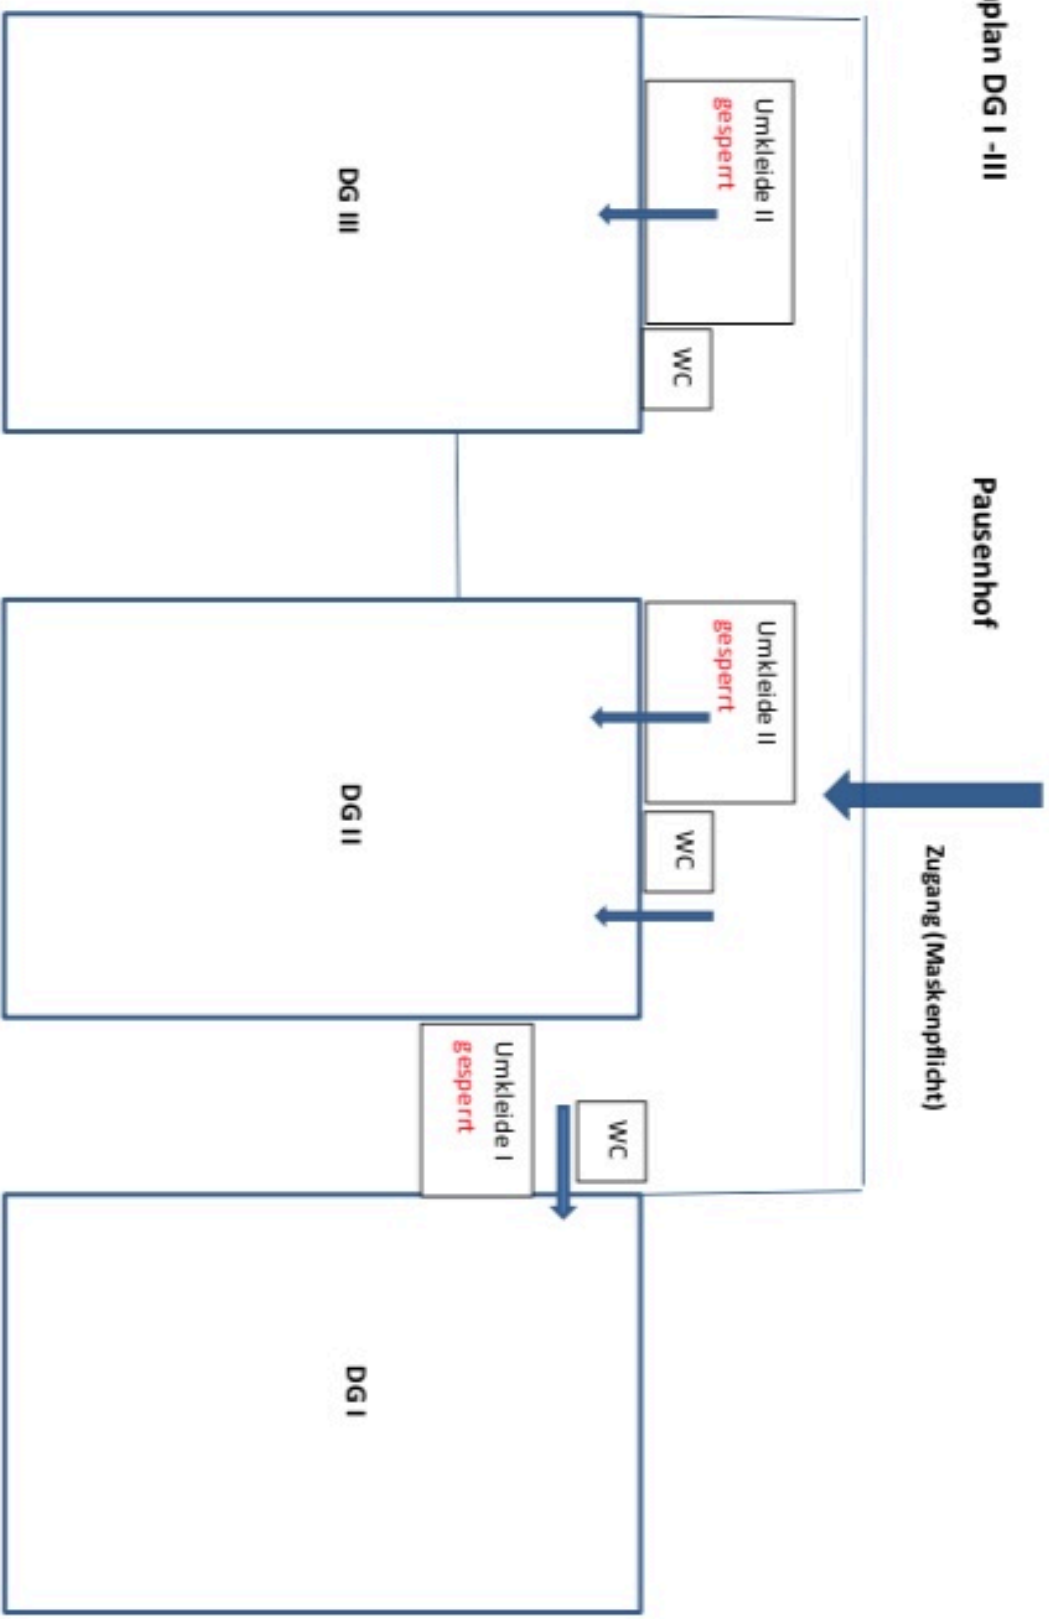 plan DG I -III
Pausenhof
Zugang (Maskenpflicht)
Umkleide II
gesperrt
WC
Umkleide II
gesperrt
WC
WC
Umkleide I
gesperrt
DG III
DG II
DG I